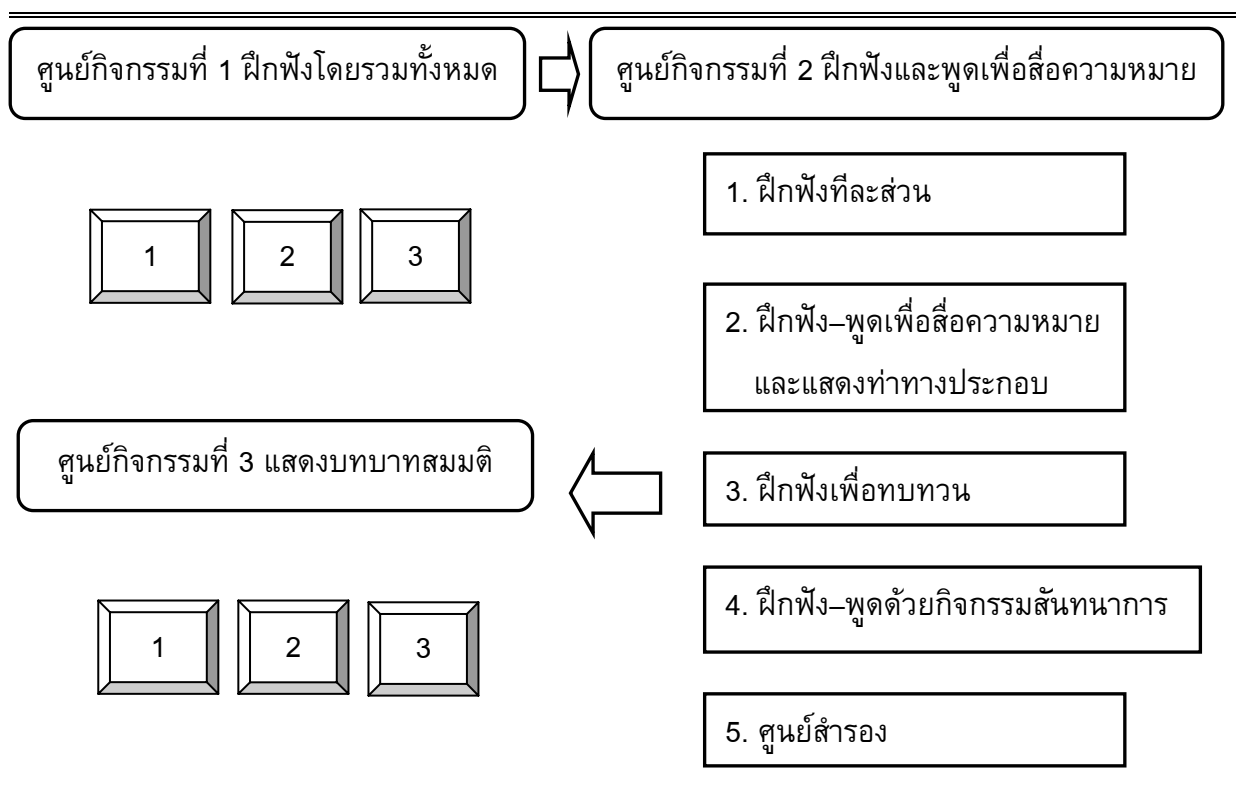 ศูนย์กิจกรรมที่ 1 ฝึกฟังโดยรวมทั้งหมด
ศูนย์กิจกรรมที่ 2 ฝึกฟังและพูดเพื่อสื่อความหมาย
1
2
3
1. ฝึกฟังทีละส่วน
2. ฝึกฟัง–พูดเพื่อสื่อความหมาย
และแสดงท่าทางประกอบ
3. ฝึกฟังเพื่อทบทวน
4. ฝึกฟัง–พูดด้วยกิจกรรมสันทนาการ
5. ศูนย์สำรอง
ศูนย์กิจกรรมที่ 3 แสดงบทบาทสมมติ
1
2
3